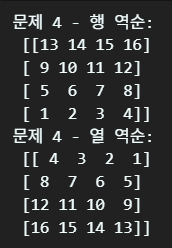 문제 4 - 행 역순:
[[13 14 15 16]
[ 9 10 11 12]
[ 5  6  7  8]
[ 1  2  3  4]]
문제 4 - 열 역순:
[[ 4  3  2  1]
[ 8  7  6  5]
[12 11 10  9]
[16 15 14 13]]